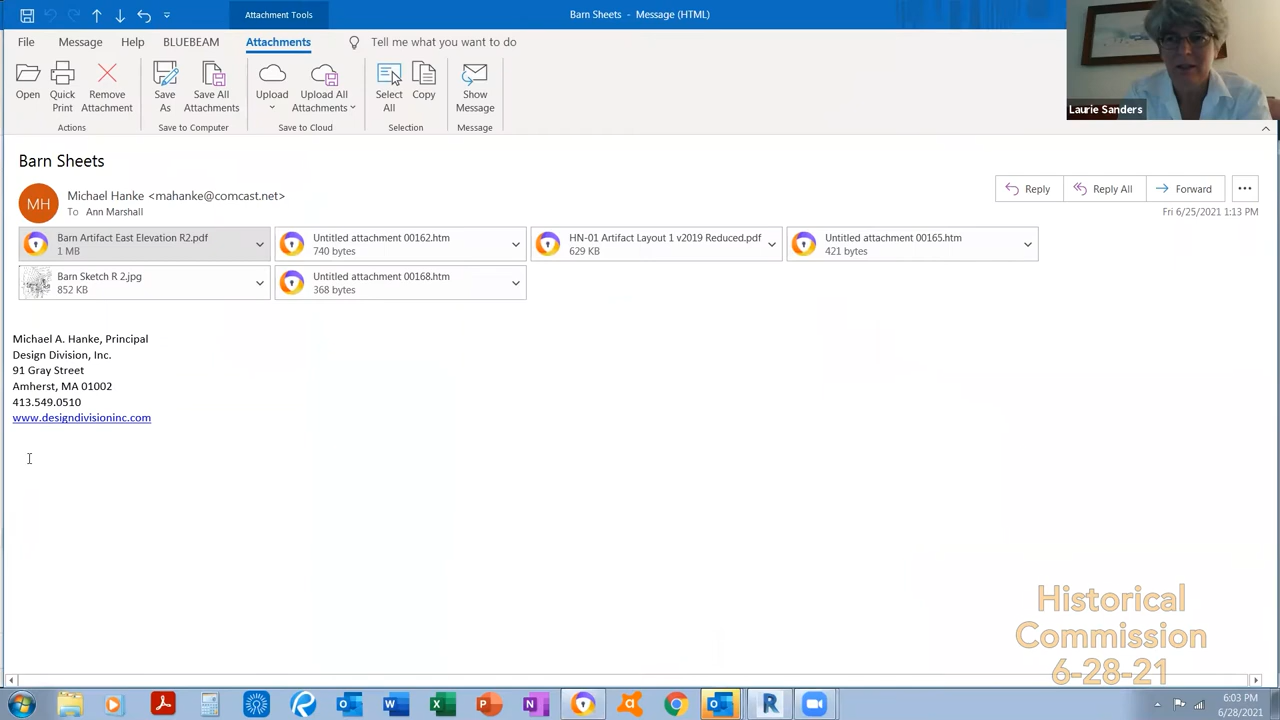 Attachment Tools
Barn Sheets - Message (HTML)
File Message Help BLUEBEAM Attachments Tell me what you want to do
Open
Quick Print
Remove Attachment
Save As
Save All Attachments
Upload
Upload All Attachments
Select All
Copy
Show Message
Actions
Save to Computer
Save to Cloud
Selection
Message
Laurie Sanders
Barn Sheets
MH
Michael Hanke <mahanke@comcast.net>
To Ann Marshall
Reply
Reply All
Forward
Fri 6/25/2021 1:13 PM
Barn Artifact East Elevation R2.pdf
1 MB
Untitled attachment 00162.htm
740 bytes
HN-01 Artifact Layout 1 v2019 Reduced.pdf
629 KB
Untitled attachment 00165.htm
421 bytes
Barn Sketch R 2.jpg
852 KB
Untitled attachment 00168.htm
368 bytes
Michael A. Hanke, Principal
Design Division, Inc.
91 Gray Street
Amherst, MA 01002
413.549.0510
www.designdivisioninc.com
Historical
Commission
6-28-21
6:03 PM
6/28/2021